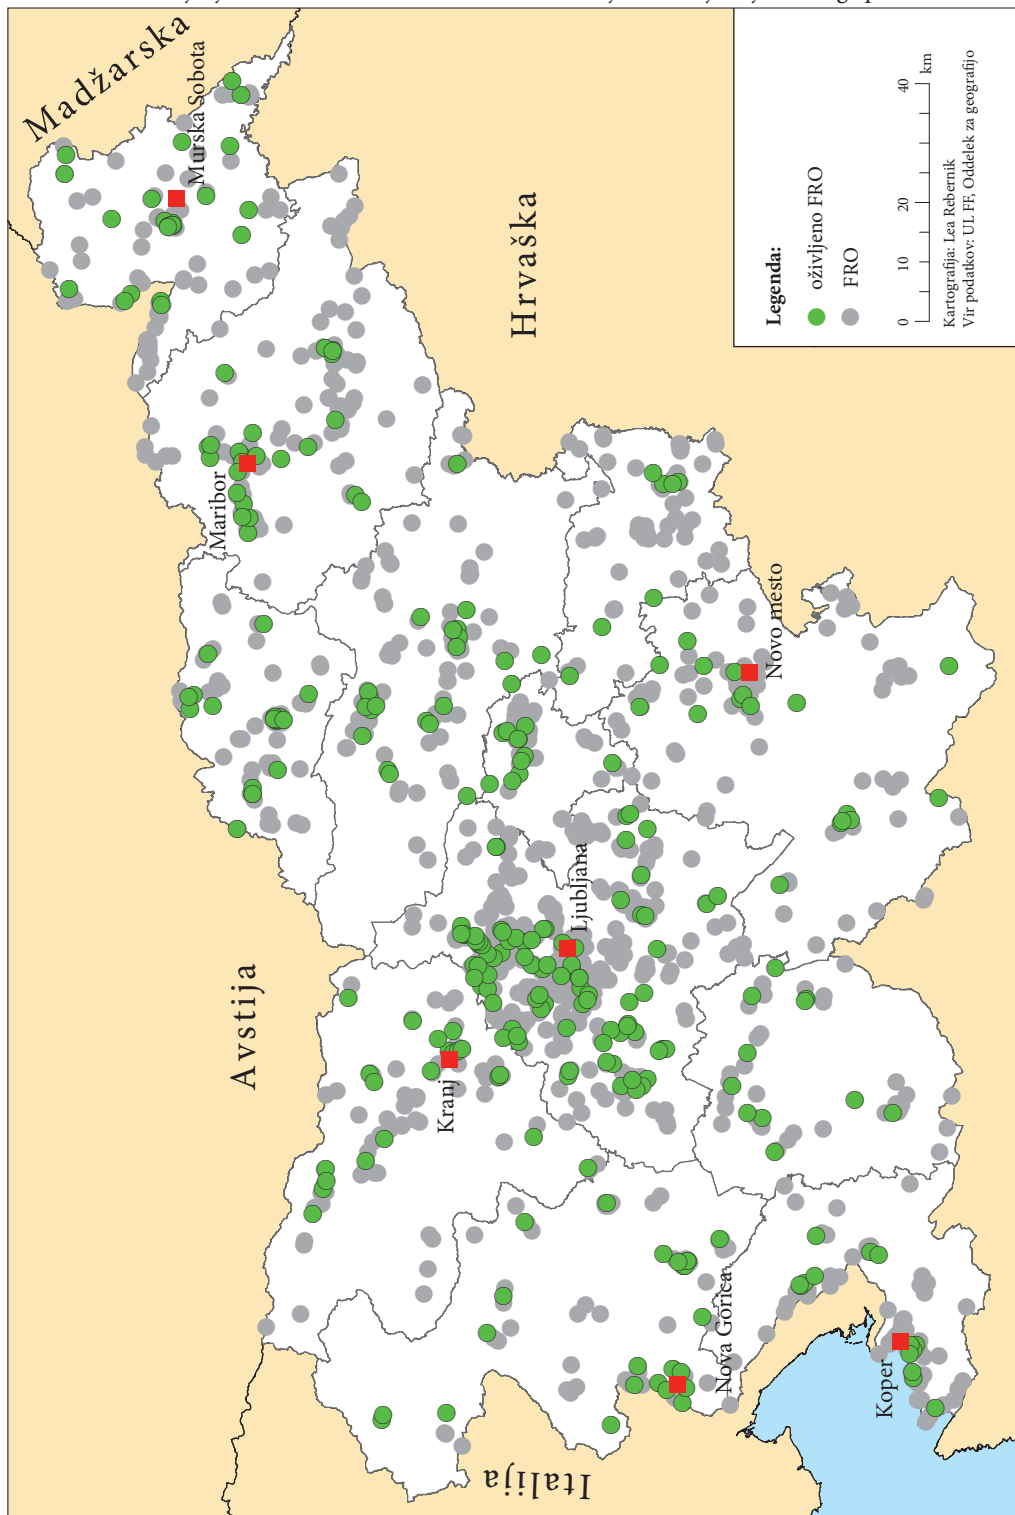 Madžarska
Murska Sobota
Maribor
Hrvaška
Avstija
Novo mesto
Ljubljana
Kranj
Nova Gorica
Koper
Italija
Legenda:
oživljeno FRO
FRO
0 10 20 40
km
Kartografija: Lea Rebernik
Vir podatkov: UL FF, Oddelek za geografijo